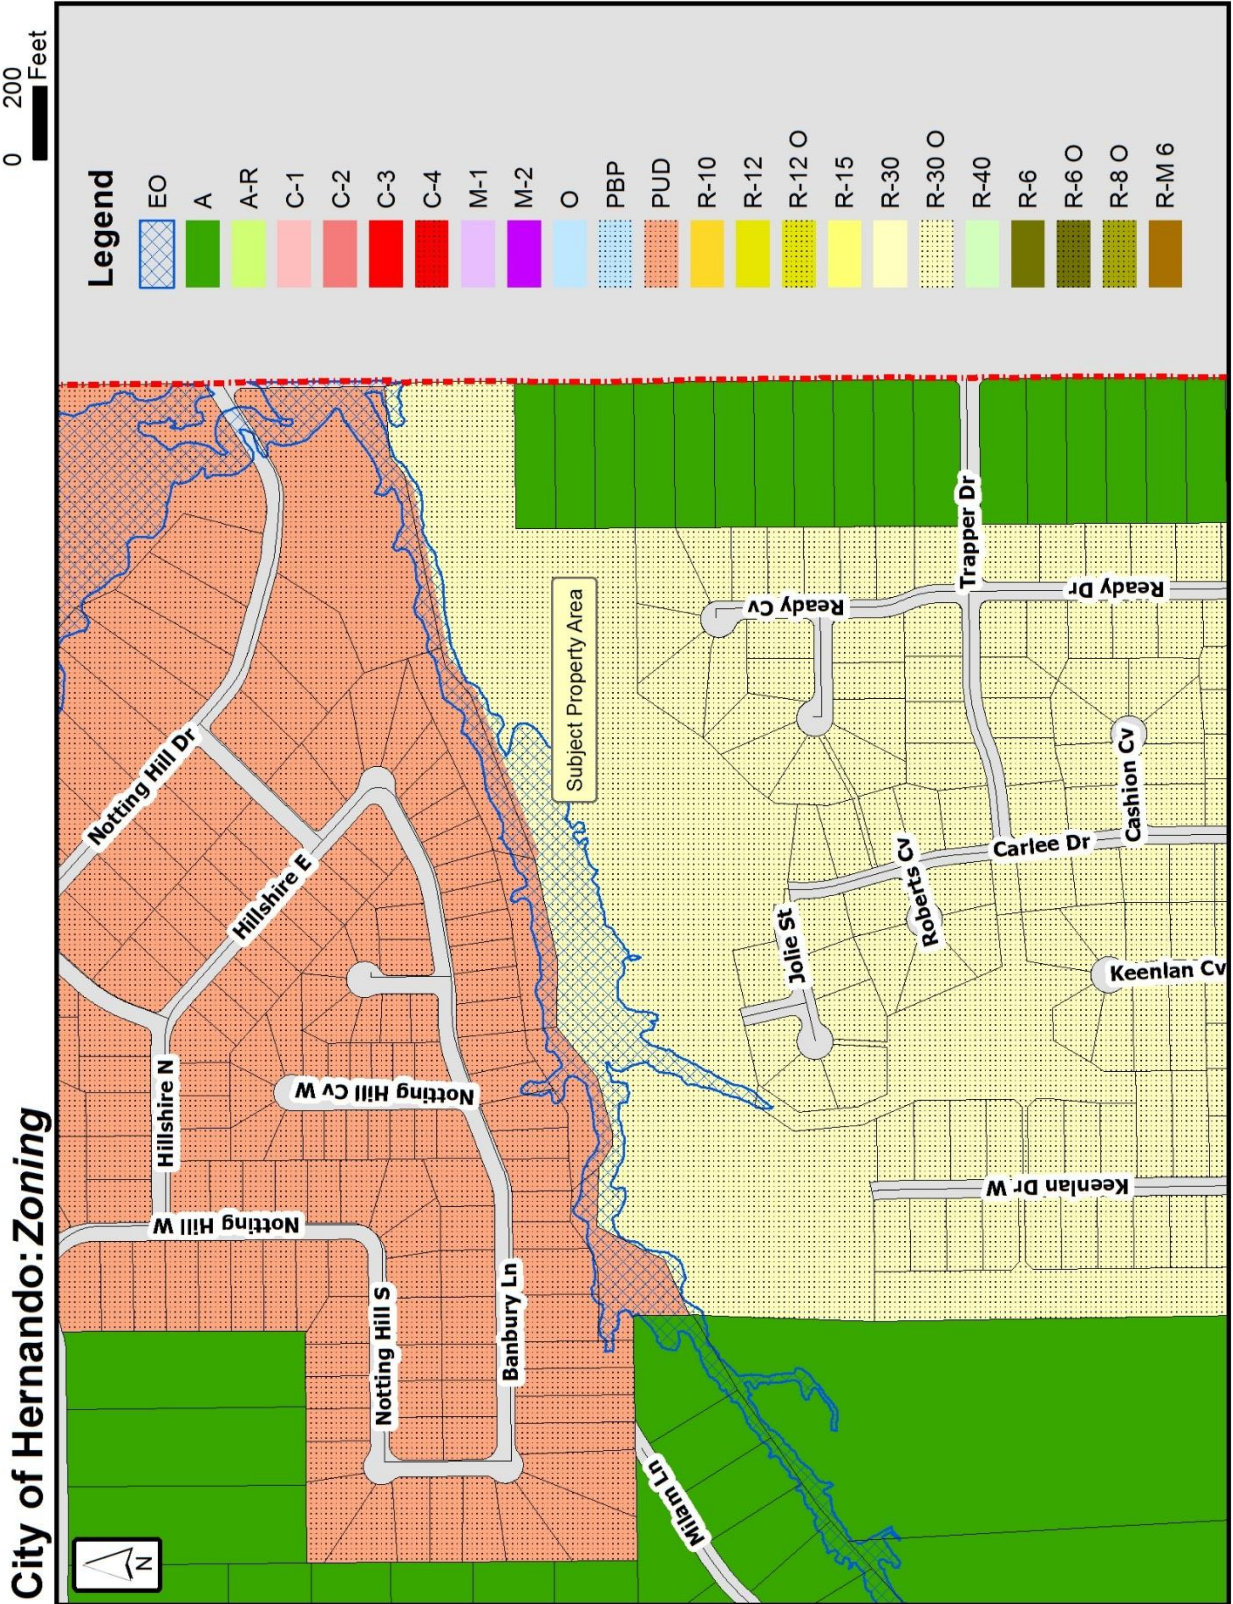 City of Hernando: Zoning
0 200
Feet
N
Legend
EO
A
A-R
C-1
C-2
C-3
C-4
M-1
M-2
O
PBP
PUD
R-10
R-12
R-12 O
R-15
R-30
R-30 O
R-40
R-6
R-6 O
R-8 O
R-M 6
Notting Hill Dr
Hillshire E
Hillshire N
Notting Hill W
Notting Hill Cv W
Notting Hill S
Banbury Ln
Milam Ln
Subject Property Area
Ready Cv
Trapper Dr
Ready Dr
Jolie St
Roberts Cv
Carlee Dr
Cashion Cv
Keenlan Cv
Keenlan Dr W